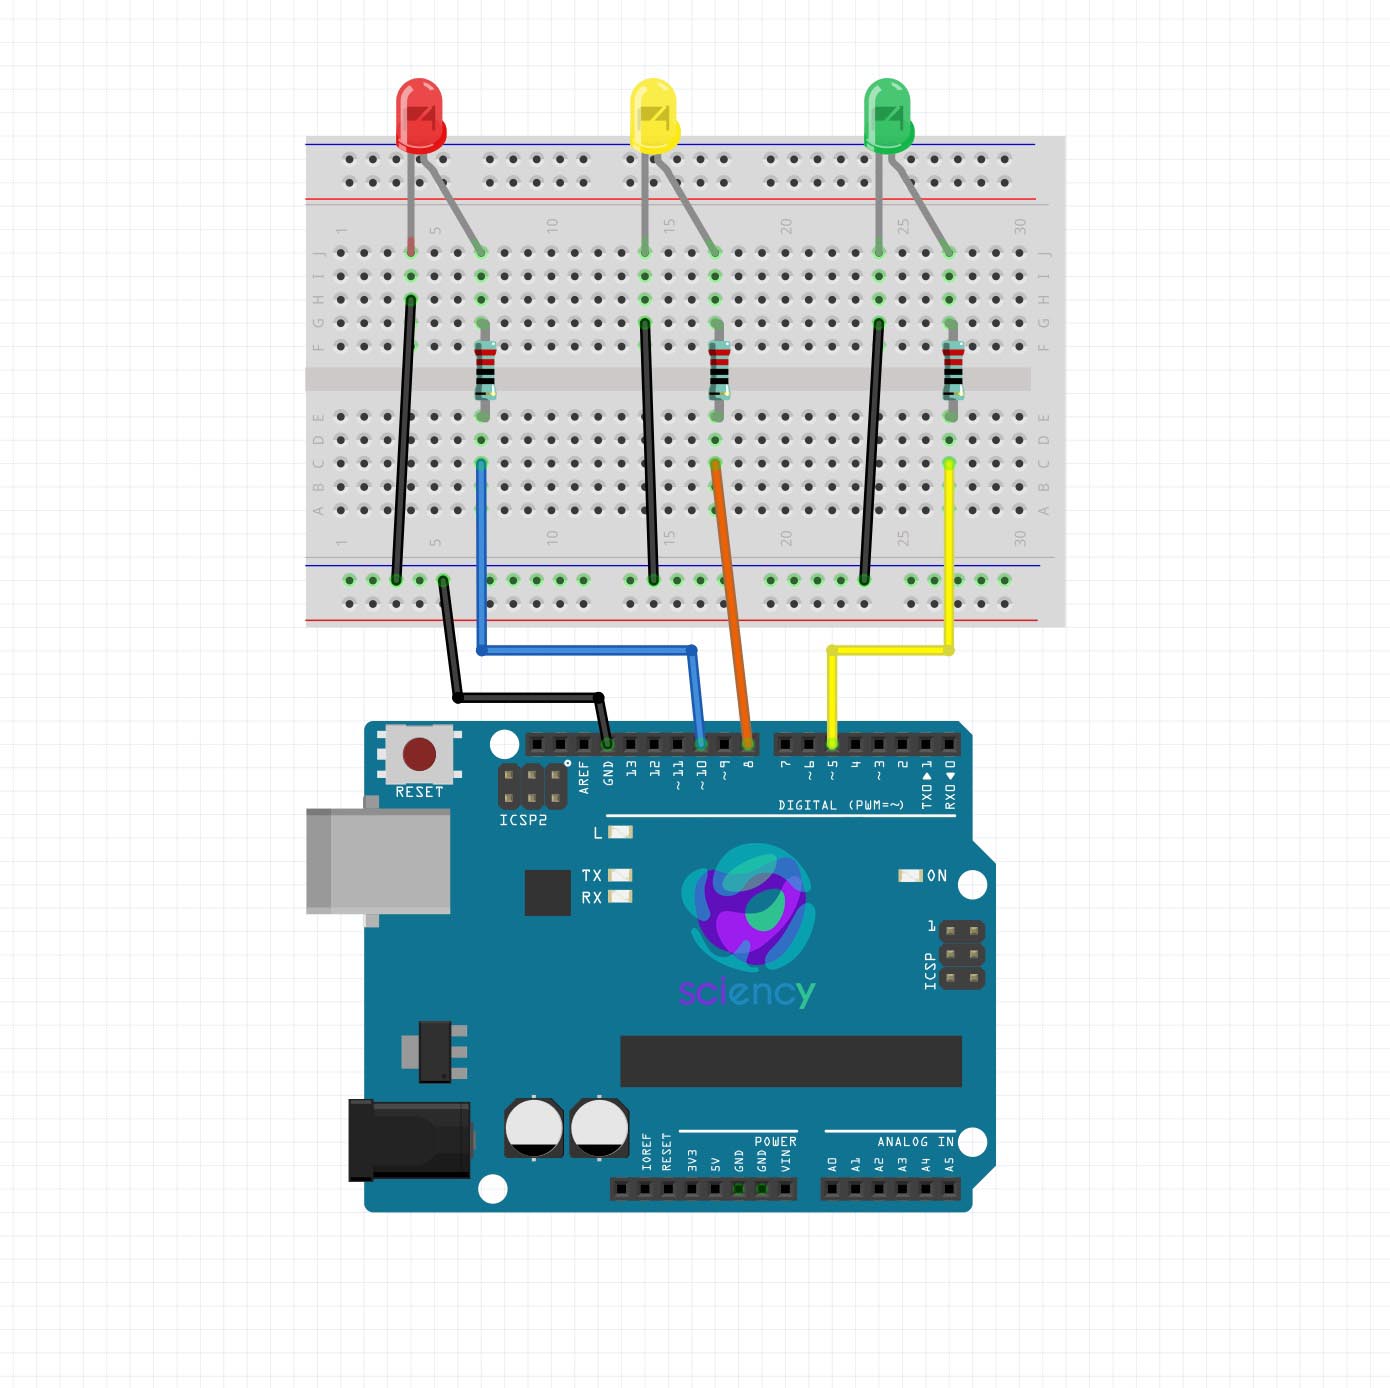 1 5 10 15 20 25 30
J J
I I
H H
G G
F F
E E
D D
C C
B B
A A
1 5 10 15 20 25 30
RESET
AREF GND 13 12 ~11 ~10 ~9 8 7 ~6 ~5 4 ~3 2 TX0▶1 RX0◀0
DIGITAL (PWM=~)
ICSP2
L
TX
RX
ON
1
ICSP
sciency
POWER
ANALOG IN
IOREF RESET 3V3 5V GND GND VIN A0 A1 A2 A3 A4 A5